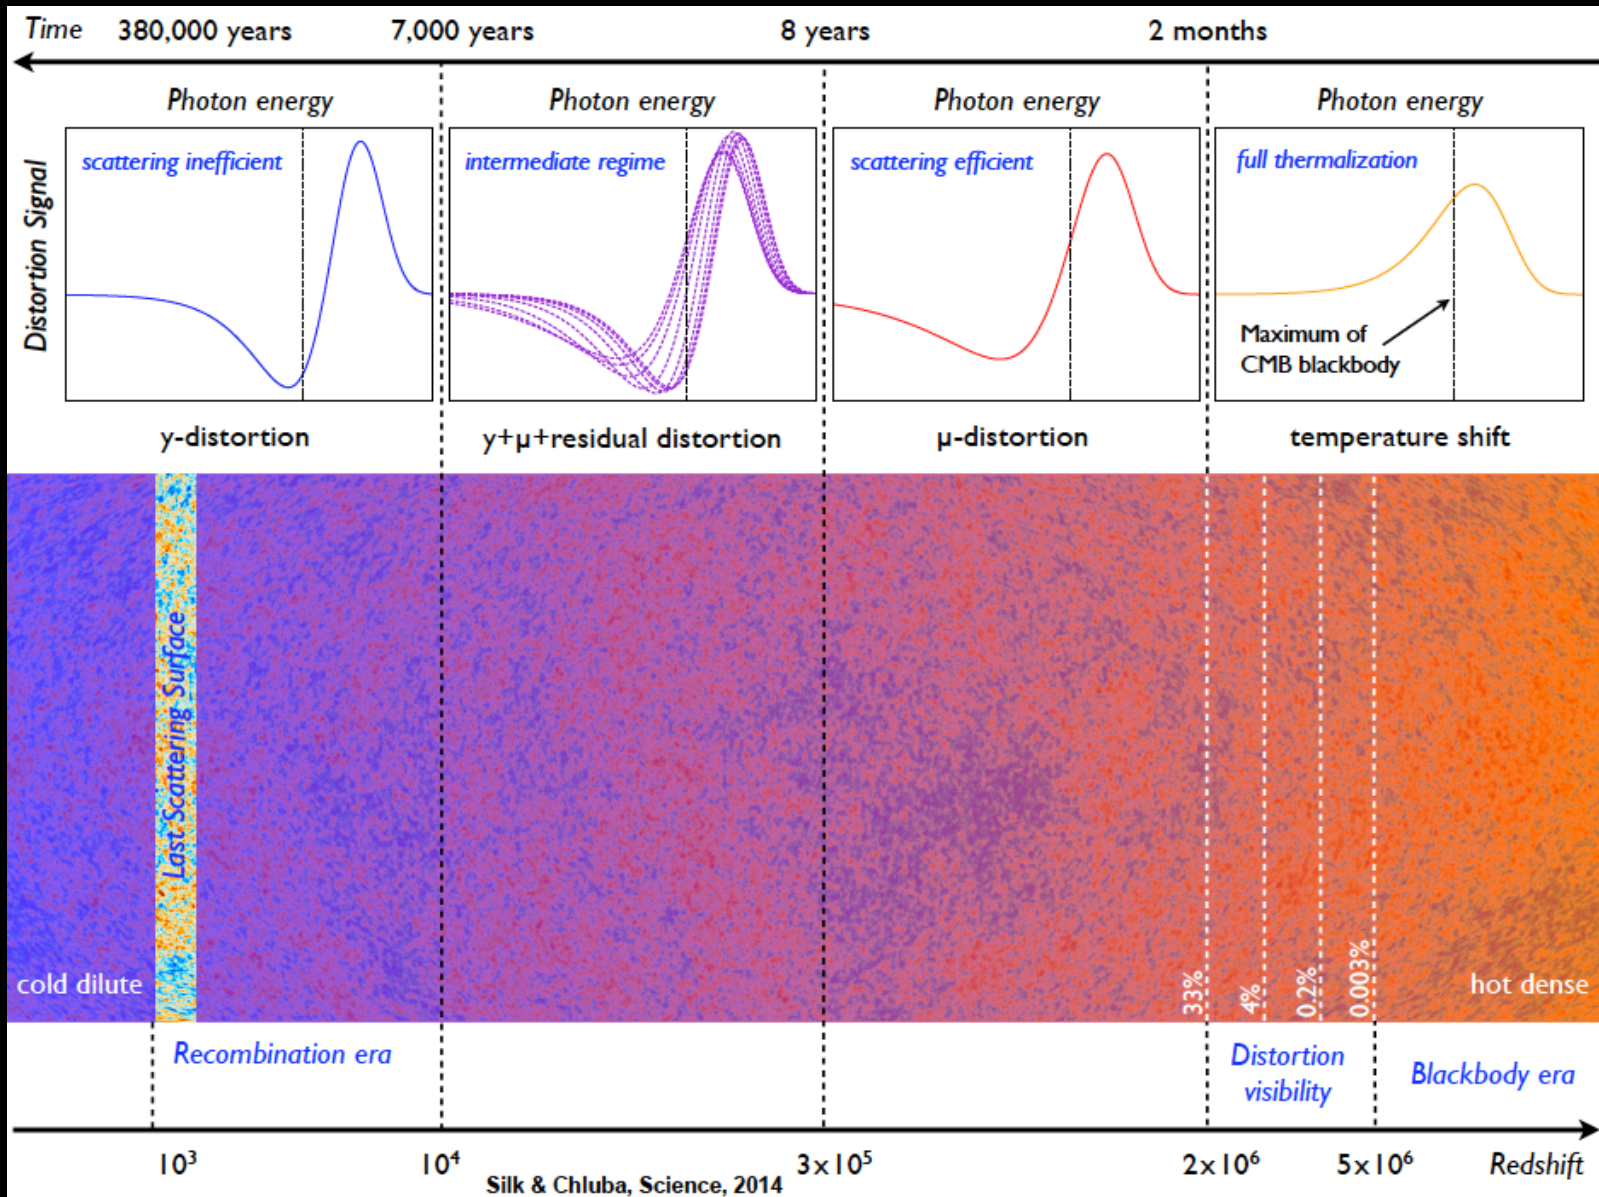 Time 380,000 years 7,000 years 8 years 2 months
Photon energy Photon energy Photon energy Photon energy
Distortion Signal
scattering inefficient intermediate regime scattering efficient full thermalization
Maximum of
CMB blackbody
y-distortion y+μ+residual distortion μ-distortion temperature shift
Last Scattering Surface
cold dilute 33% 4% 0.2% 0.003% hot dense
Recombination era
Distortion
visibility
Blackbody era
10³ 10⁴ 3x10⁵ 2x10⁶ 5x10⁶ Redshift
Silk & Chluba, Science, 2014